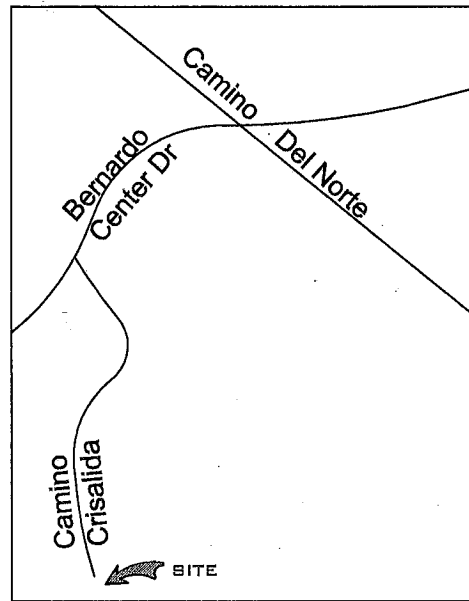 Camino
Del Norte
Bernardo
Center Dr
Camino
Crisalida
SITE